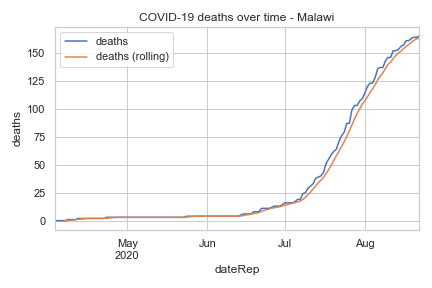 COVID-19 deaths over time - Malawi
deaths
deaths (rolling)
deaths
150
125
100
75
50
25
0
May
2020
Jun
Jul
Aug
dateRep